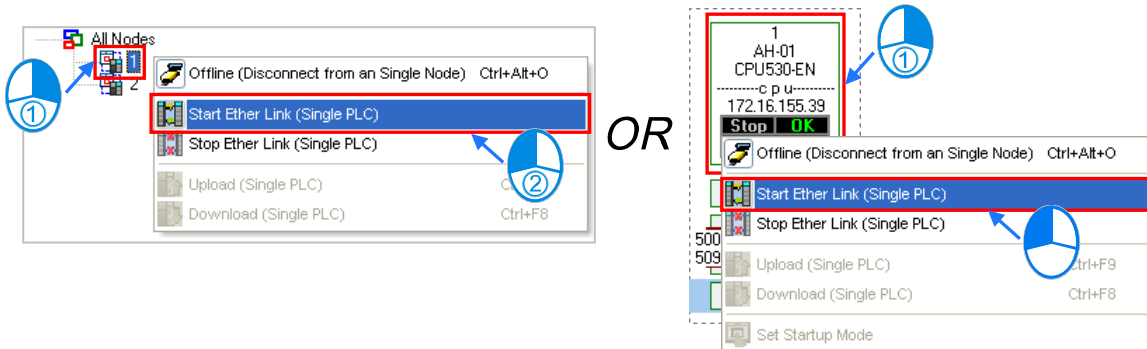 All Nodes
1
2
①
Offline (Disconnect from an Single Node) Ctrl+Alt+O
Start Ether Link (Single PLC)
Stop Ether Link (Single PLC)
②
Upload (Single PLC)
Download (Single PLC) Ctrl+F8
OR
1
AH-01
CPU530-EN
--------c p u--------
172.16.155.39
Stop OK
①
Offline (Disconnect from an Single Node) Ctrl+Alt+O
Start Ether Link (Single PLC)
Stop Ether Link (Single PLC)
500
509
Upload (Single PLC) Ctrl+F9
Download (Single PLC) Ctrl+F8
Set Startup Mode